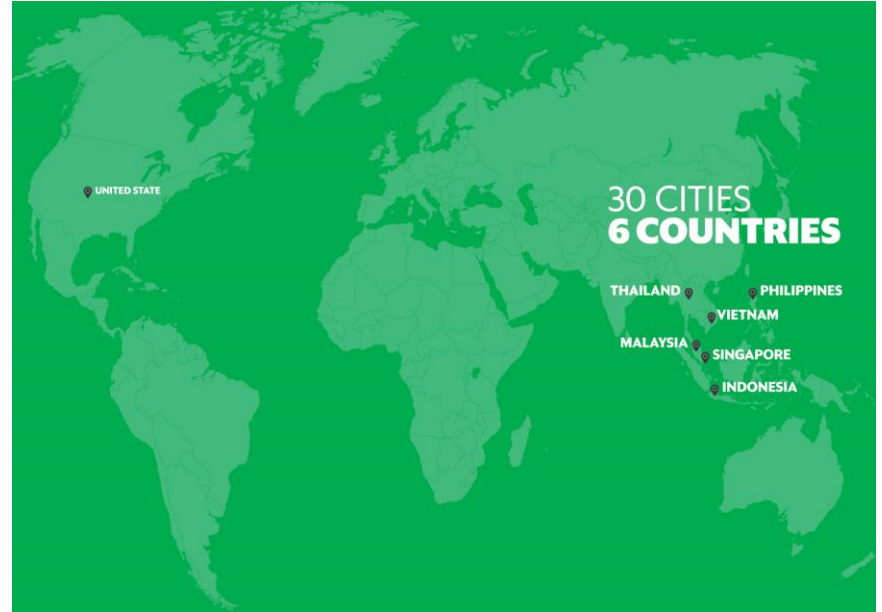 UNITED STATE
30 CITIES
6 COUNTRIES
THAILAND
PHILIPPINES
VIETNAM
MALAYSIA
SINGAPORE
INDONESIA